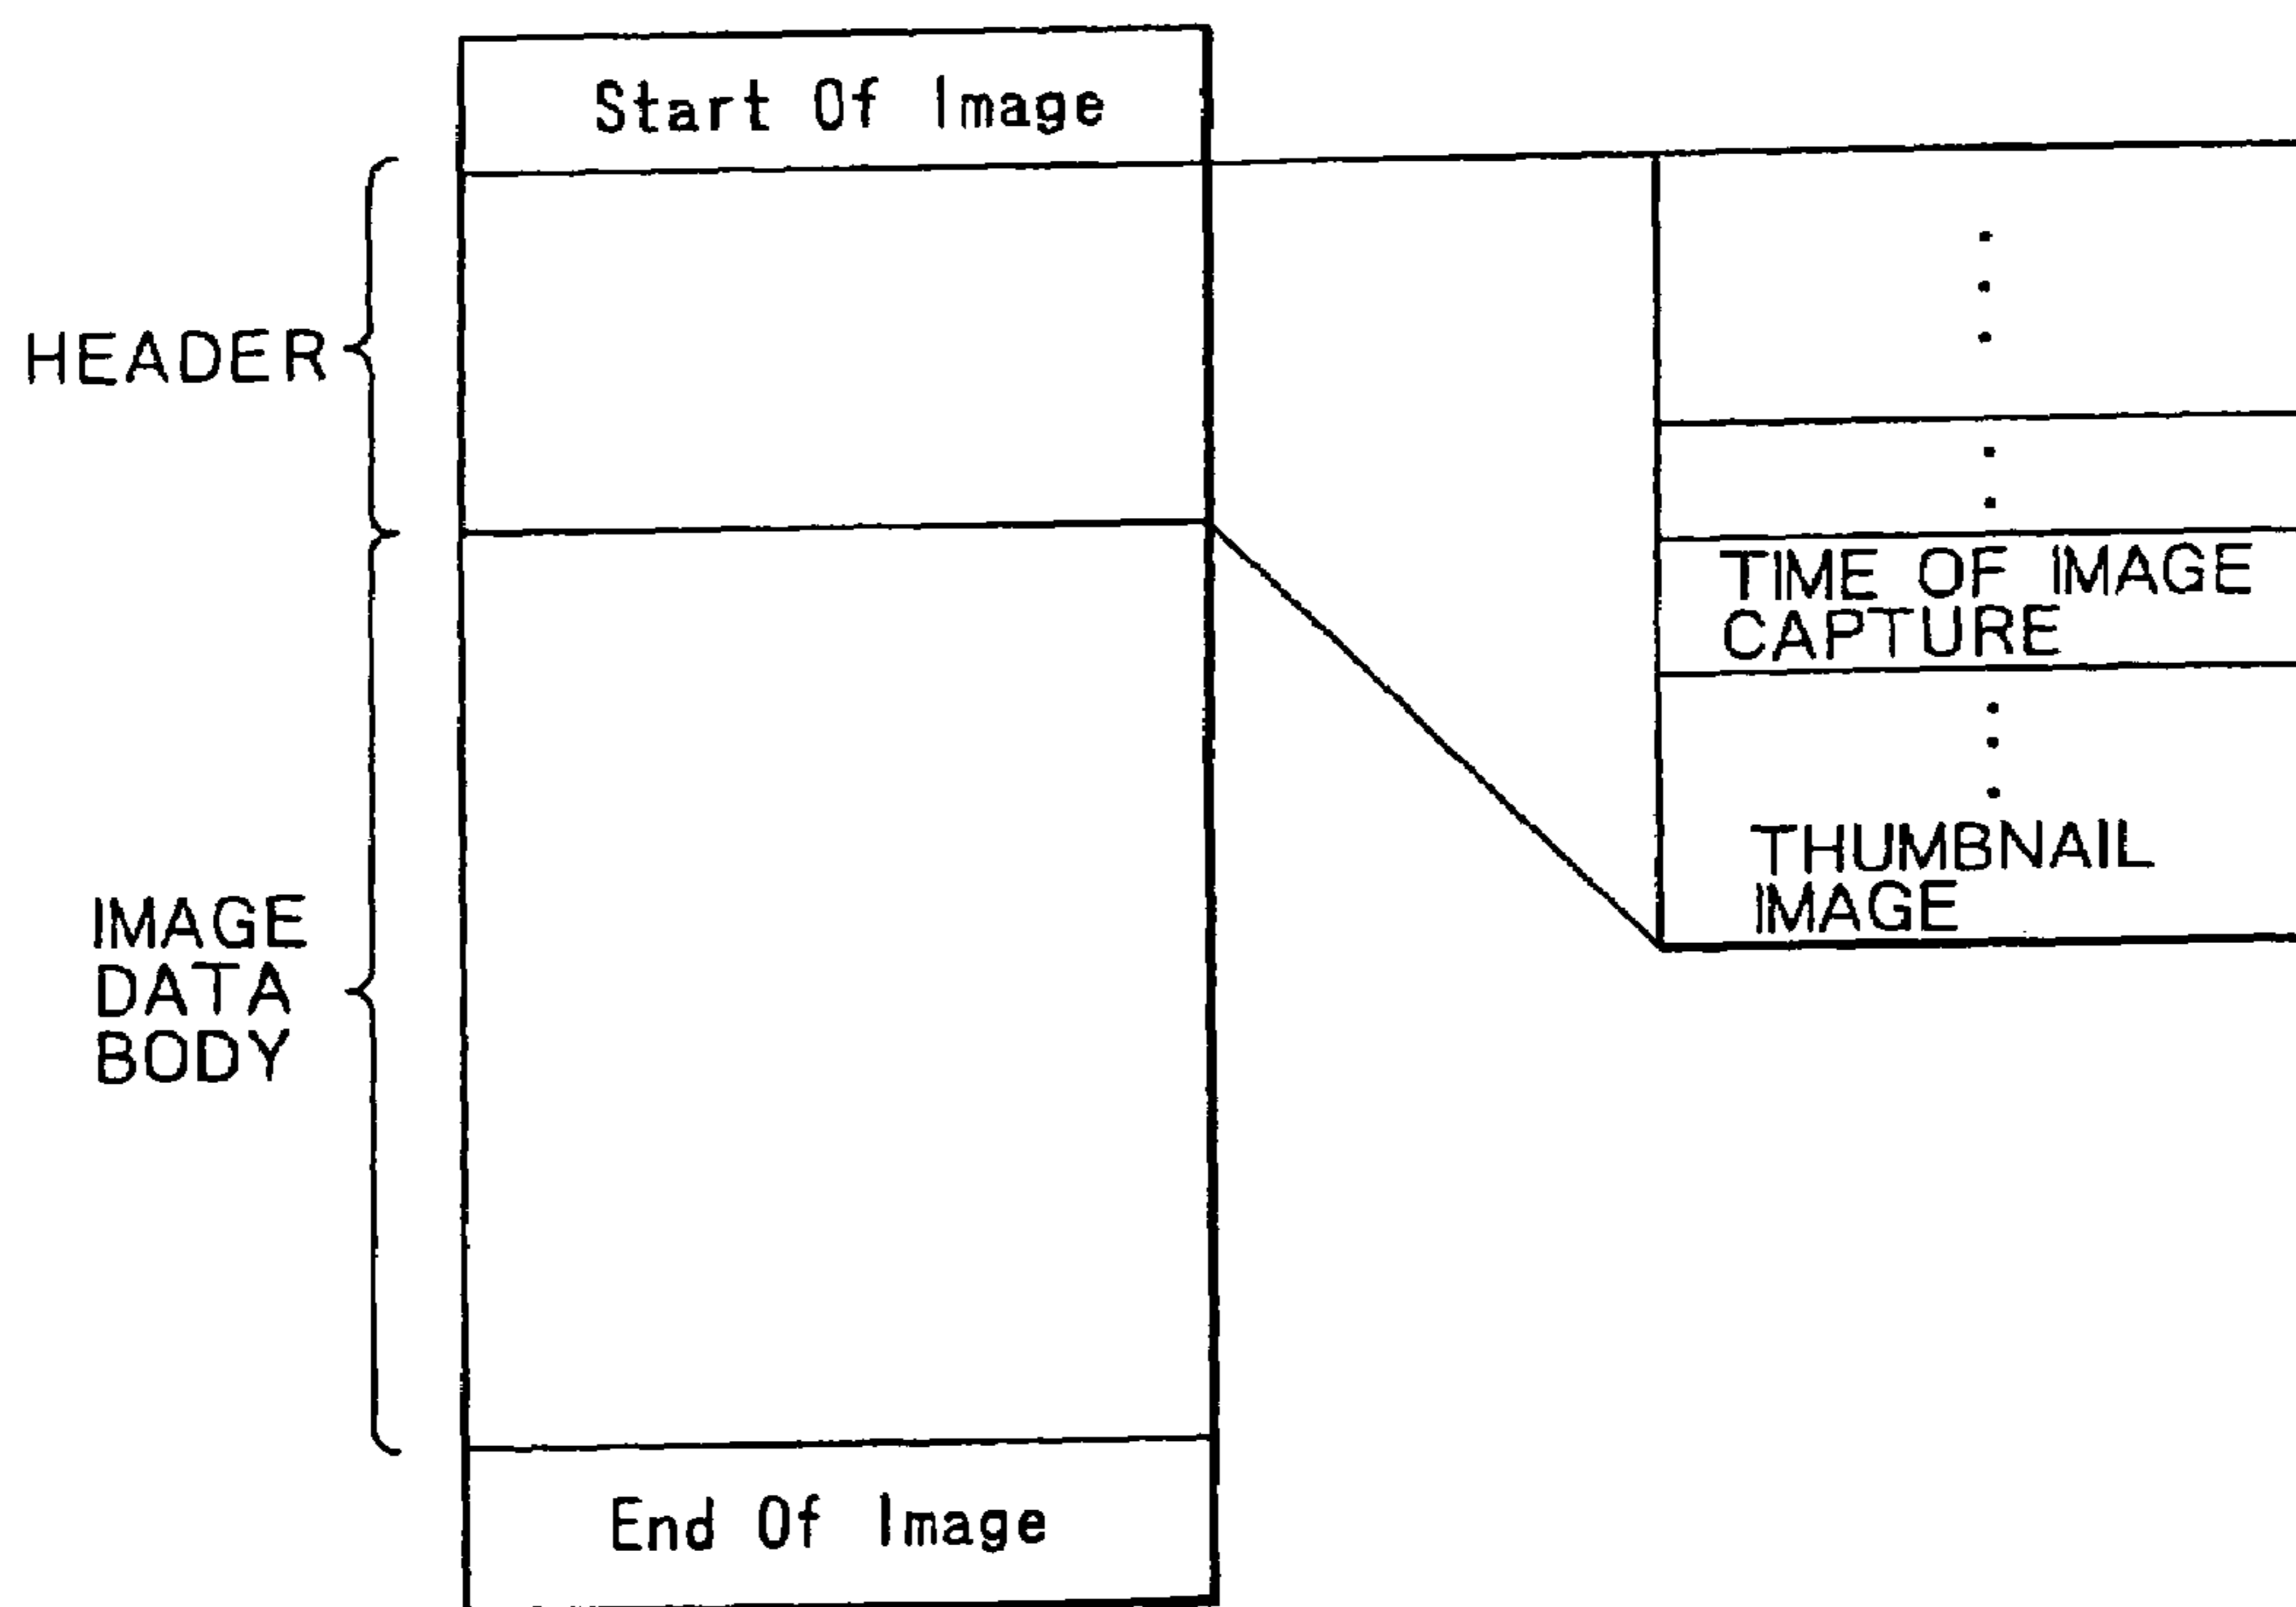 Start Of Image
HEADER
TIME OF IMAGE
CAPTURE
THUMBNAIL
IMAGE
IMAGE
DATA
BODY
End Of Image